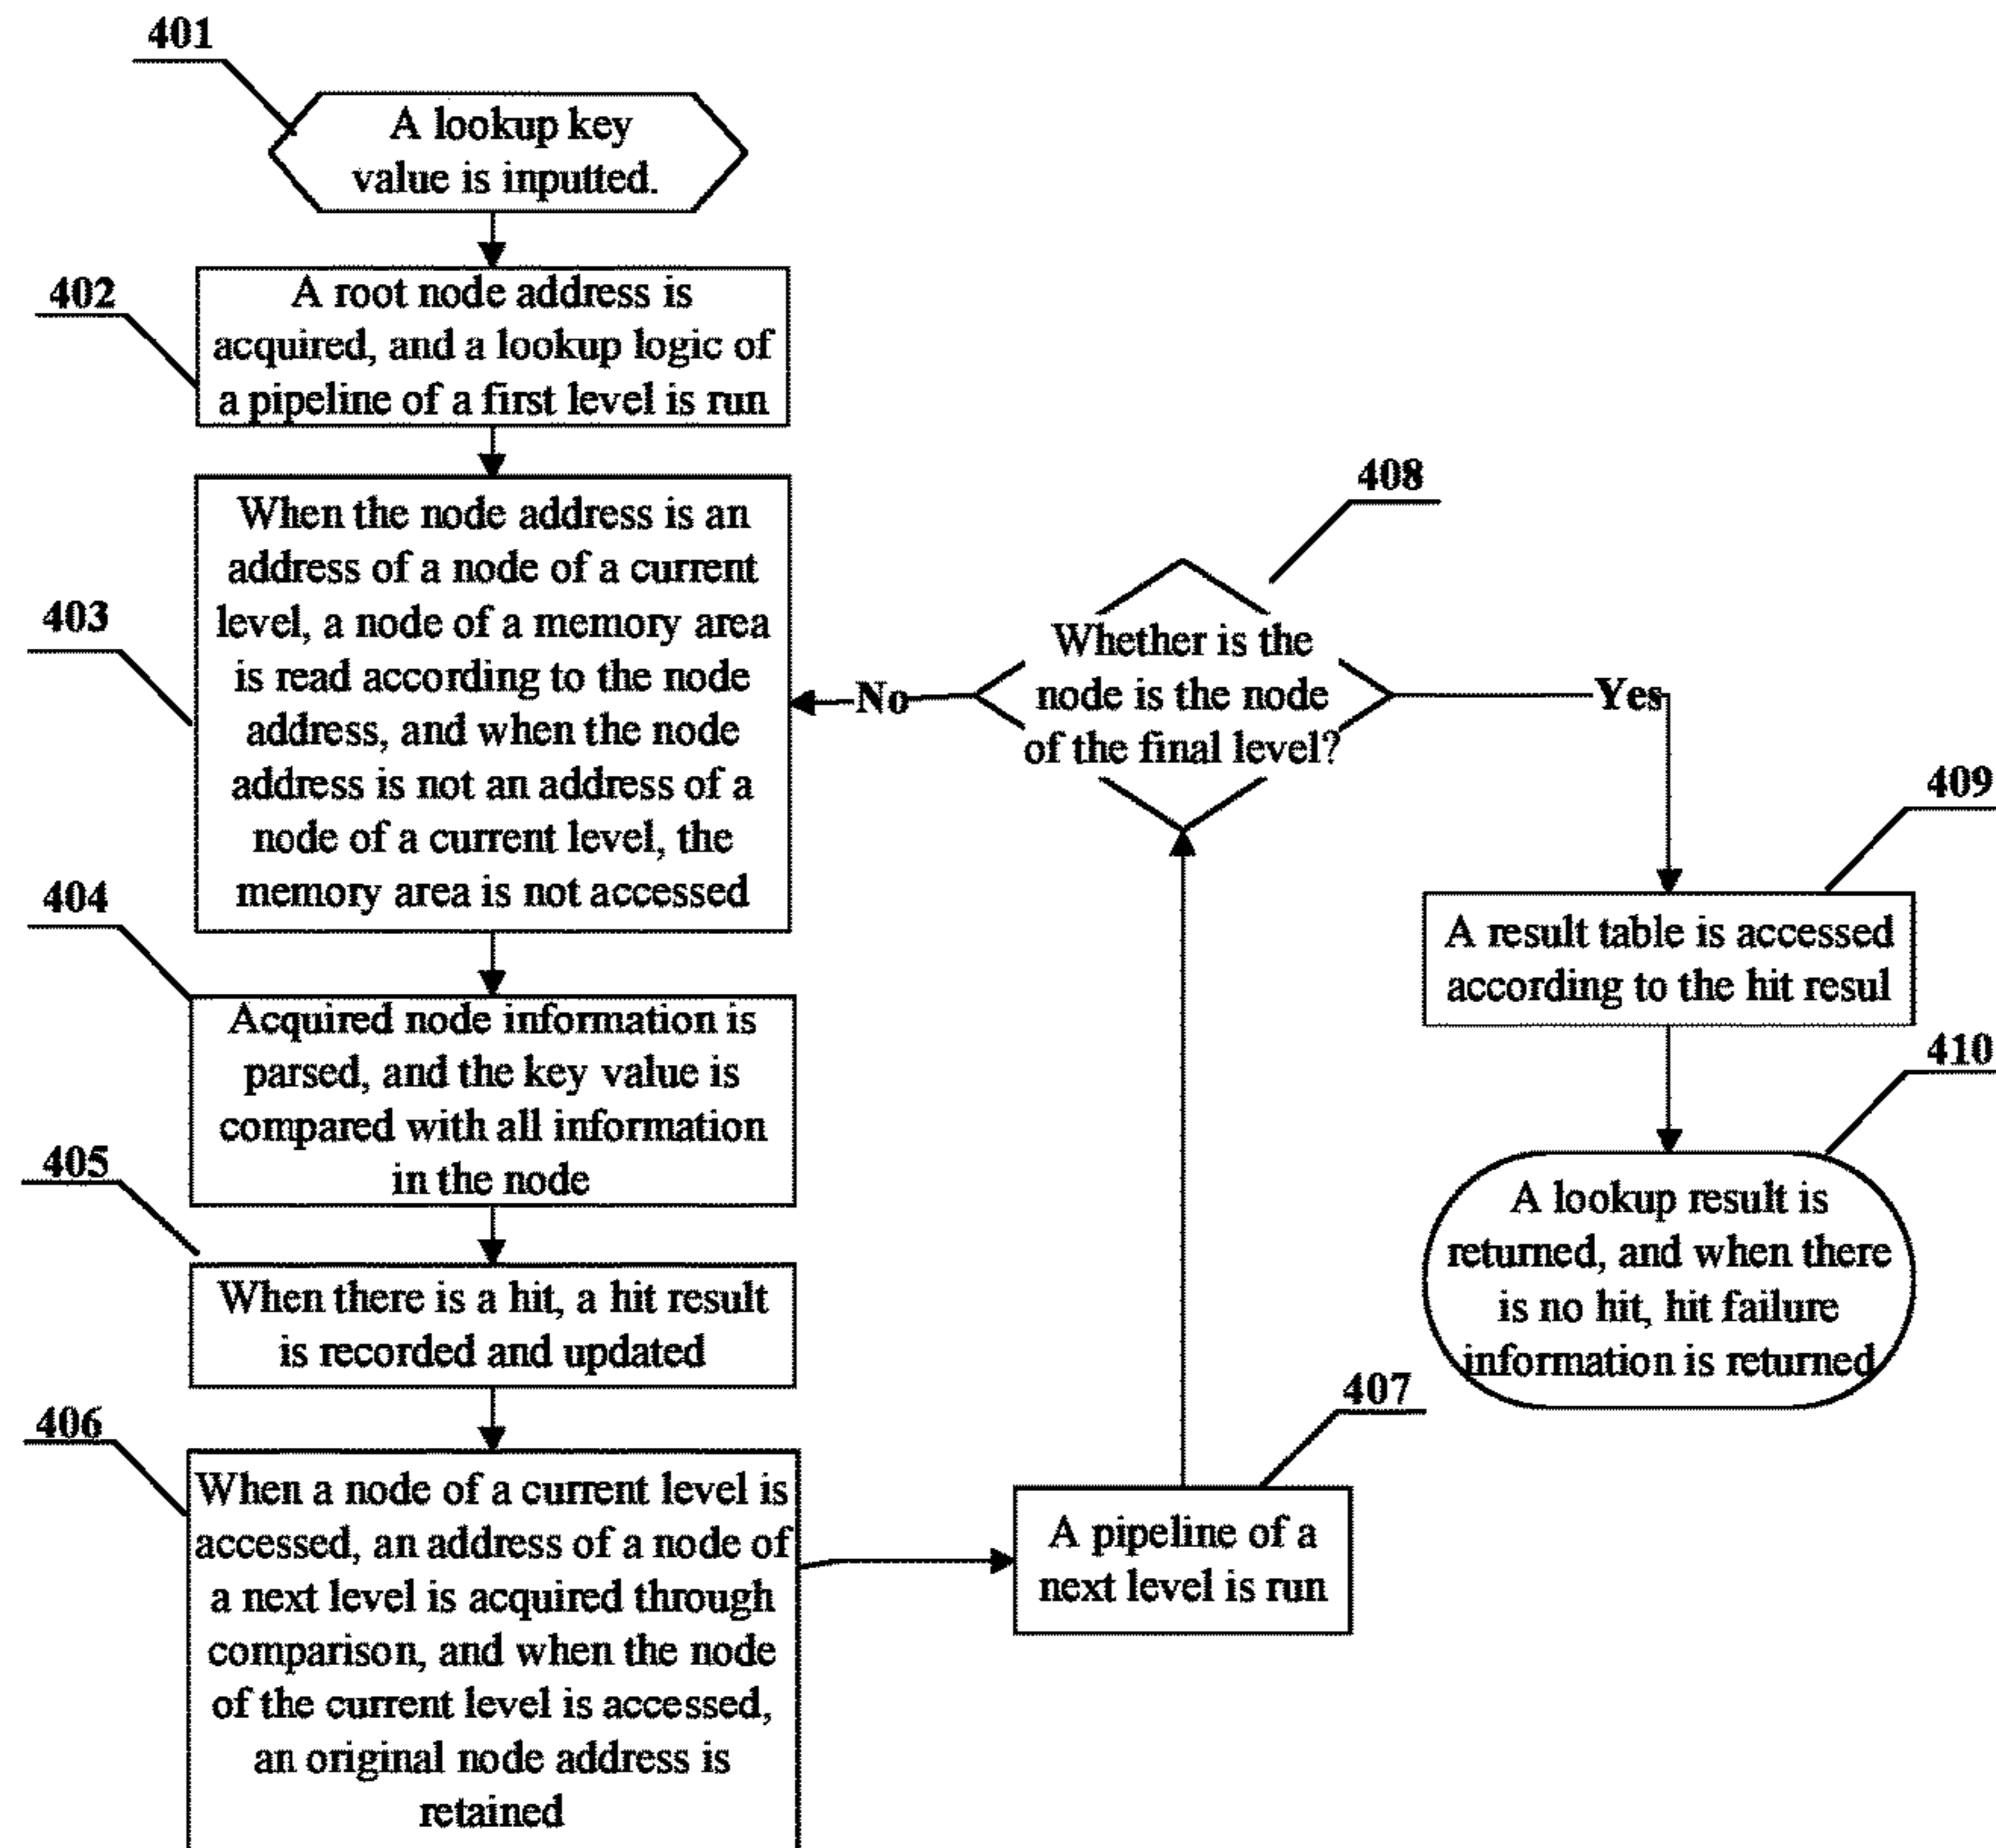 401
A lookup key
value is inputted.
402
A root node address is
acquired, and a lookup logic of
a pipeline of a first level is run
403
When the node address is an
address of a node of a current
level, a node of a memory area
is read according to the node
address, and when the node
address is not an address of a
node of a current level, the
memory area is not accessed
404
Acquired node information is
parsed, and the key value is
compared with all information
in the node
405
When there is a hit, a hit result
is recorded and updated
406
When a node of a current level is
accessed, an address of a node of
a next level is acquired through
comparison, and when the node
of the current level is accessed,
an original node address is
retained
407
A pipeline of a
next level is run
408
Whether is the
node is the node
of the final level?
No
Yes
409
A result table is accessed
according to the hit resul
410
A lookup result is
returned, and when there
is no hit, hit failure
information is returned